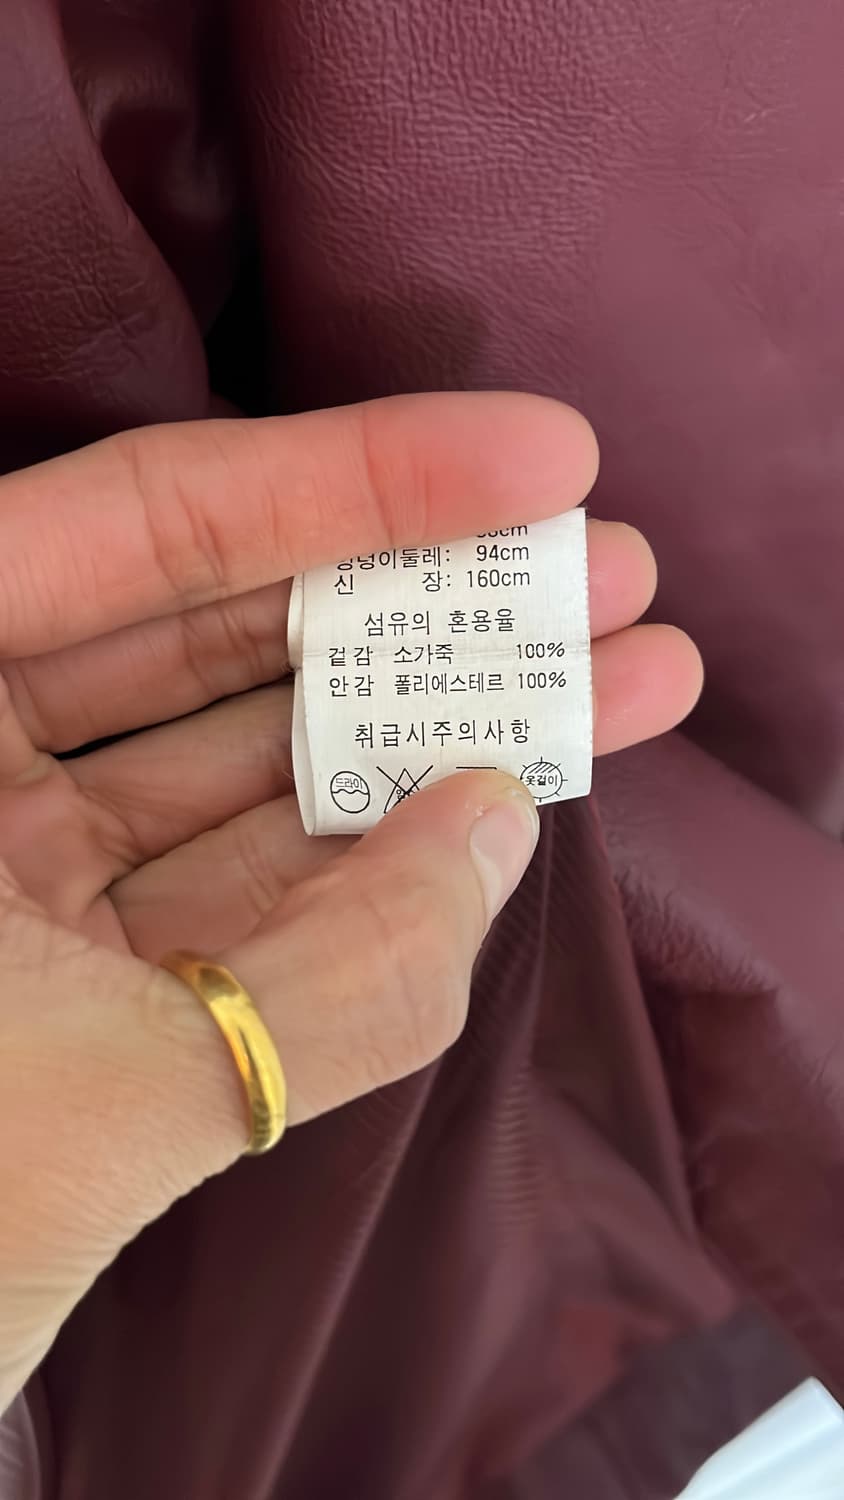 엉덩이둘레: 94cm
신 장: 160cm
섬유의 혼용율
겉감 소가죽 100%
안감 폴리에스테르 100%
취급시주의사항
드라이
옷걸이